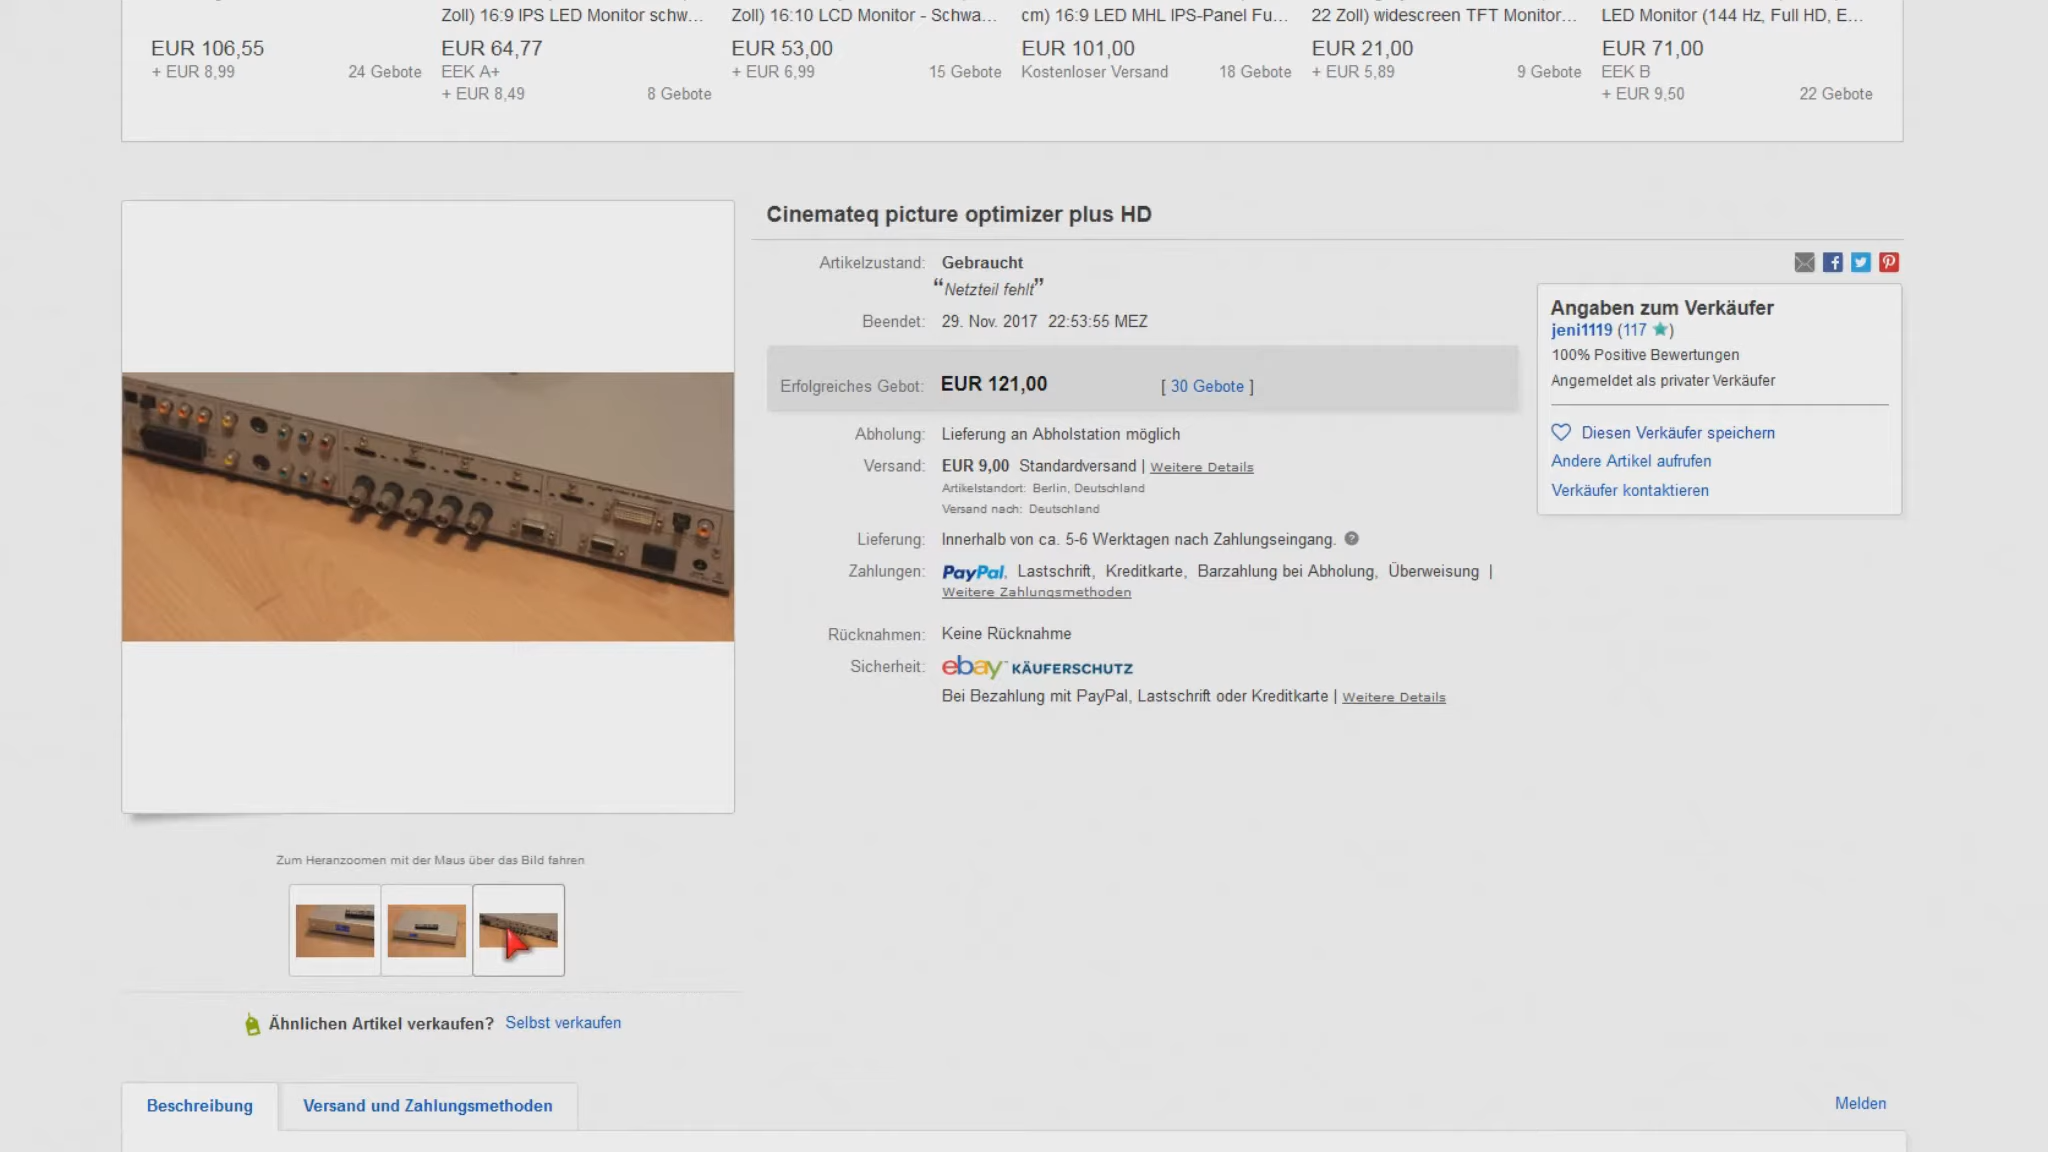 Zoll) 16:9 IPS LED Monitor schw...
Zoll) 16:10 LCD Monitor - Schwa...
cm) 16:9 LED MHL IPS-Panel Fu...
22 Zoll) widescreen TFT Monitor...
LED Monitor (144 Hz, Full HD, E...
EUR 106,55
EUR 64,77
EUR 53,00
EUR 101,00
EUR 21,00
EUR 71,00
+ EUR 8,99
24 Gebote
EEK A+
+ EUR 6,99
15 Gebote
Kostenloser Versand
18 Gebote
+ EUR 5,89
9 Gebote
EEK B
+ EUR 8,49
8 Gebote
+ EUR 9,50
22 Gebote
Cinemateq picture optimizer plus HD
Artikelzustand: Gebraucht
“Netzteil fehlt”
Beendet: 29. Nov. 2017 22:53:55 MEZ
Erfolgreiches Gebot: EUR 121,00 [ 30 Gebote ]
Abholung: Lieferung an Abholstation möglich
Versand: EUR 9,00 Standardversand | Weitere Details
Artikelstandort: Berlin, Deutschland
Versand nach: Deutschland
Lieferung: Innerhalb von ca. 5-6 Werktagen nach Zahlungseingang. ?
Zahlungen: PayPal, Lastschrift, Kreditkarte, Barzahlung bei Abholung, Überweisung |
Weitere Zahlungsmethoden
Rücknahmen: Keine Rücknahme
Sicherheit: ebay™ KÄUFERSCHUTZ
Bei Bezahlung mit PayPal, Lastschrift oder Kreditkarte | Weitere Details
Angaben zum Verkäufer
jeni1119 (117 ★)
100% Positive Bewertungen
Angemeldet als privater Verkäufer
Diesen Verkäufer speichern
Andere Artikel aufrufen
Verkäufer kontaktieren
Zum Heranzoomen mit der Maus über das Bild fahren
Ähnlichen Artikel verkaufen? Selbst verkaufen
Beschreibung
Versand und Zahlungsmethoden
Melden